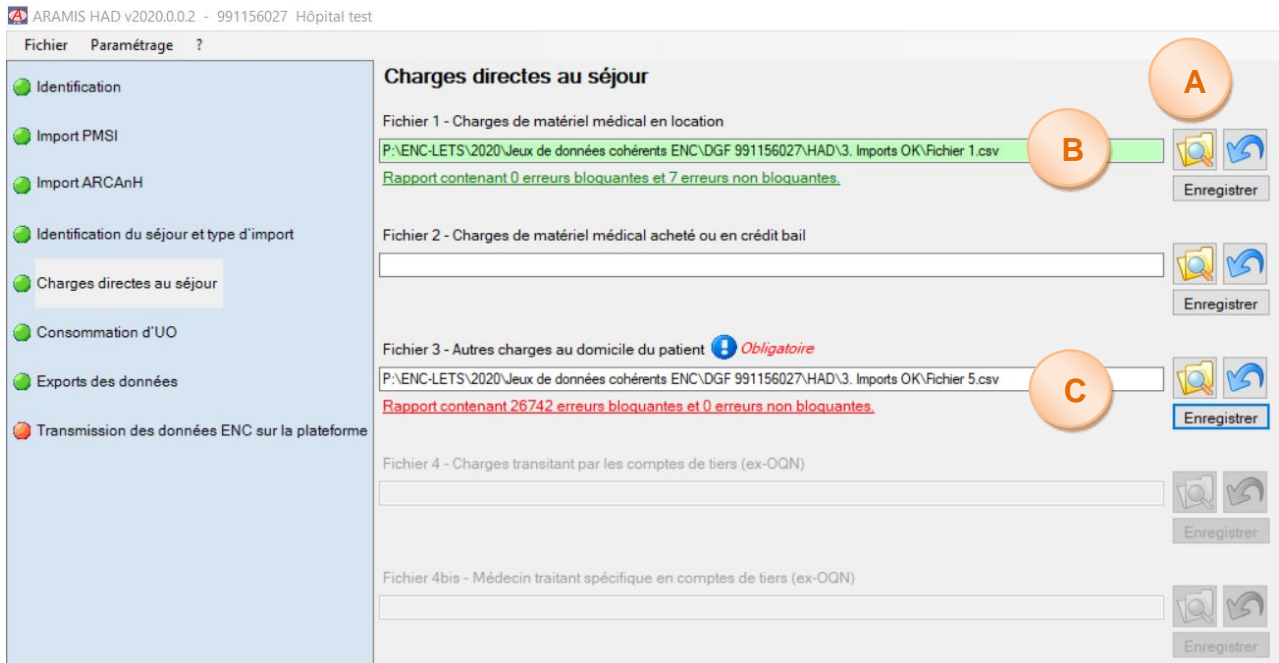 ARAMIS HAD v2020.0.0.2 - 991156027 Hôpital test
Fichier Paramétrage ?
Identification
Import PMSI
Import ARCAnH
Identification du séjour et type d'import
Charges directes au séjour
Consommation d'UO
Exports des données
Transmission des données ENC sur la plateforme
Charges directes au séjour
A
Fichier 1 - Charges de matériel médical en location
P:\ENC-LETS\2020\Jeux de données cohérents ENC\DGF 991156027\HAD\3. Imports OK\Fichier 1.csv
B
Rapport contenant 0 erreurs bloquantes et 7 erreurs non bloquantes.
Enregistrer
Fichier 2 - Charges de matériel médical acheté ou en crédit bail
Enregistrer
Fichier 3 - Autres charges au domicile du patient ! Obligatoire
P:\ENC-LETS\2020\Jeux de données cohérents ENC\DGF 991156027\HAD\3. Imports OK\Fichier 5.csv
C
Rapport contenant 26742 erreurs bloquantes et 0 erreurs non bloquantes.
Enregistrer
Fichier 4 - Charges transitant par les comptes de tiers (ex-OQN)
Enregistrer
Fichier 4bis - Médecin traitant spécifique en comptes de tiers (ex-OQN)
Enregistrer